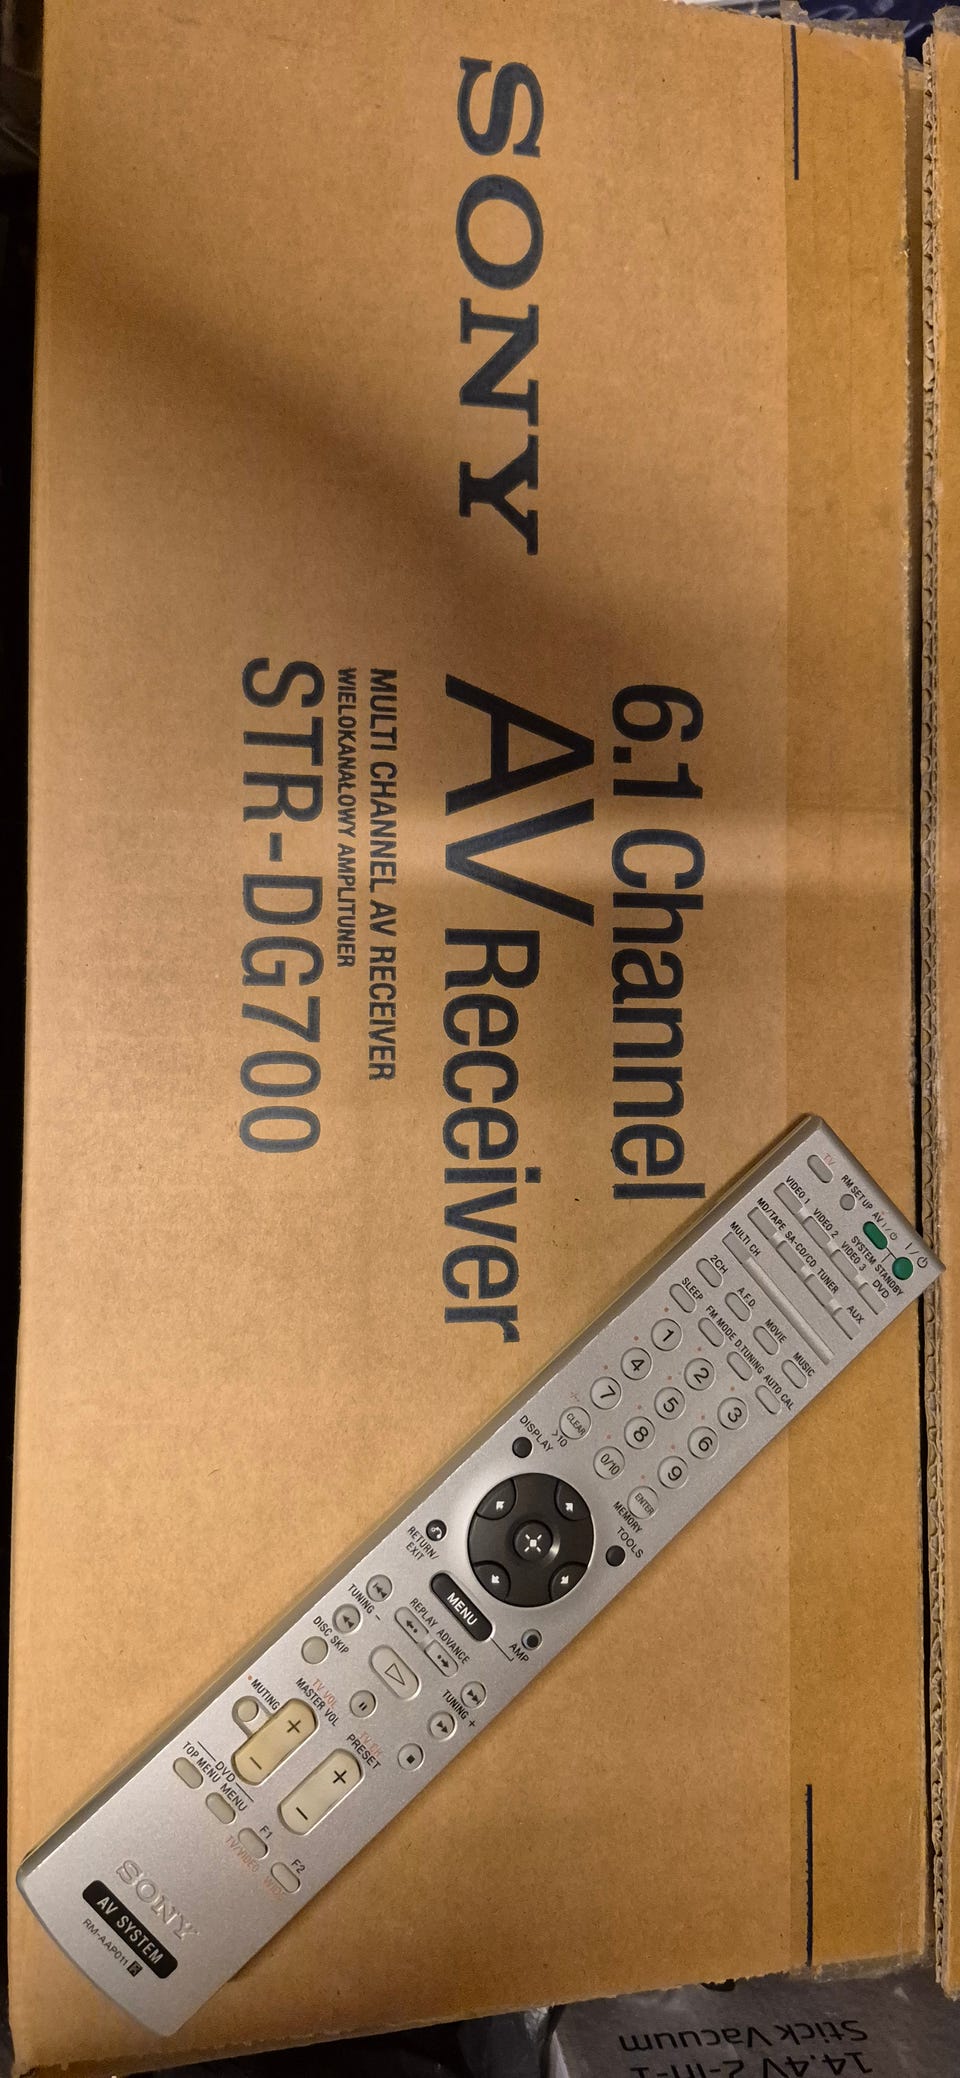 SONY
6.1 Channel
AV Receiver
MULTI CHANNEL AV RECEIVER
WIELOKANAŁOWY AMPLITUNER
STR-DG700
TV
RM SETUP
AV I/⏻
I/⏻
SYSTEM STANDBY
VIDEO 1
VIDEO 2
VIDEO 3
DVD
MD/TAPE
SA-CD/CD
TUNER
AUX
MULTI CH
2CH
A.F.D.
MOVIE
MUSIC
SLEEP
FM MODE
D.TUNING
AUTO CAL
1
2
3
4
5
6
7
8
9
-/--
CLEAR
>10
0/10
ENTER
MEMORY
DISPLAY
TOOLS
RETURN/
EXIT
MENU
AMP
REPLAY ADVANCE
TUNING –
TUNING +
DISC SKIP
TV VOL
MASTER VOL
TV CH
PRESET
MUTING
+
–
+
–
DVD
TOP MENU
MENU
F1
F2
TV/VIDEO
WIDE
SONY
AV SYSTEM
RM-AAP011
14.4V 2-in-1
Stick Vacuum